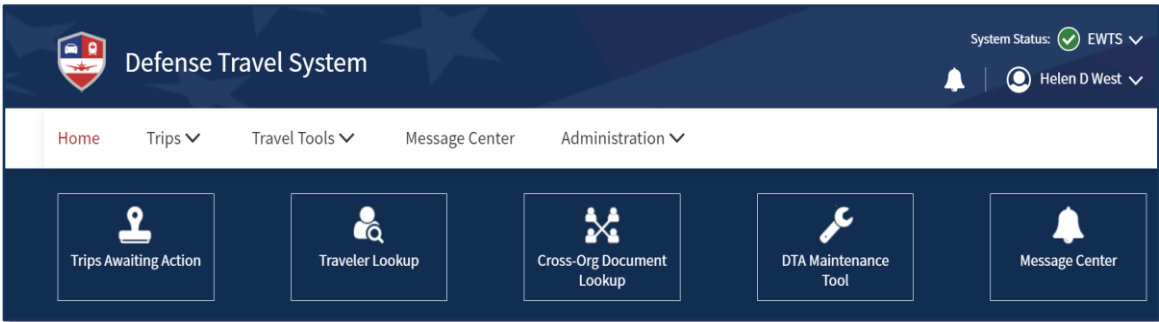 System Status: EWTS
Defense Travel System
Helen D West
Home Trips Travel Tools Message Center Administration
Trips Awaiting Action Traveler Lookup Cross-Org Document DTA Maintenance Message Center
Lookup Tool